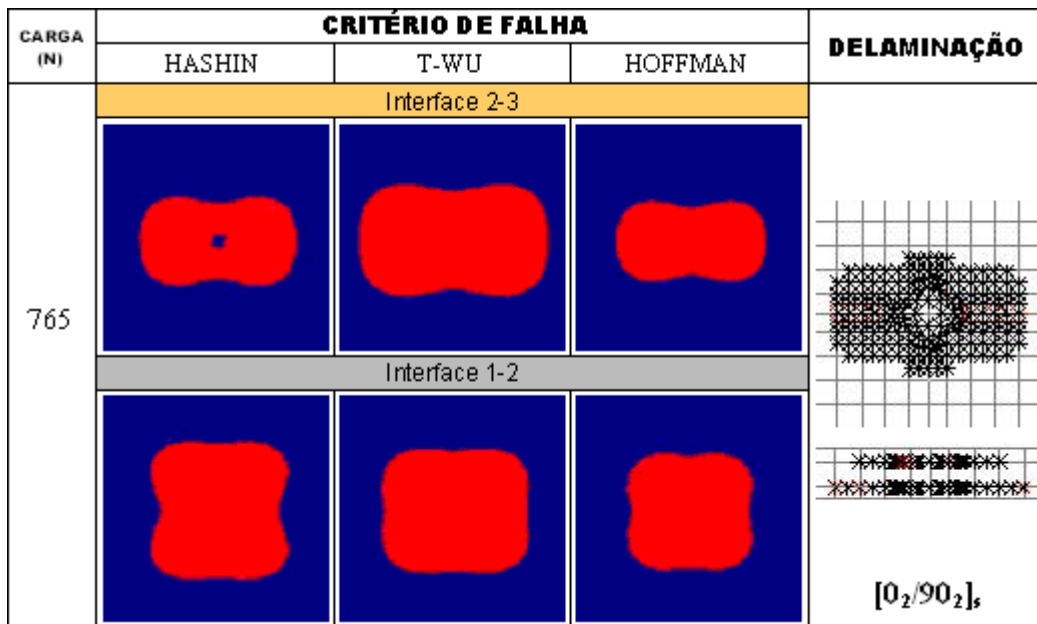 CARGA
(N)
CRITÉRIO DE FALHA
DELAMINAÇÃO
HASHIN
T-WU
HOFFMAN
Interface 2-3
765
Interface 1-2
[0₂/90₂]ₛ